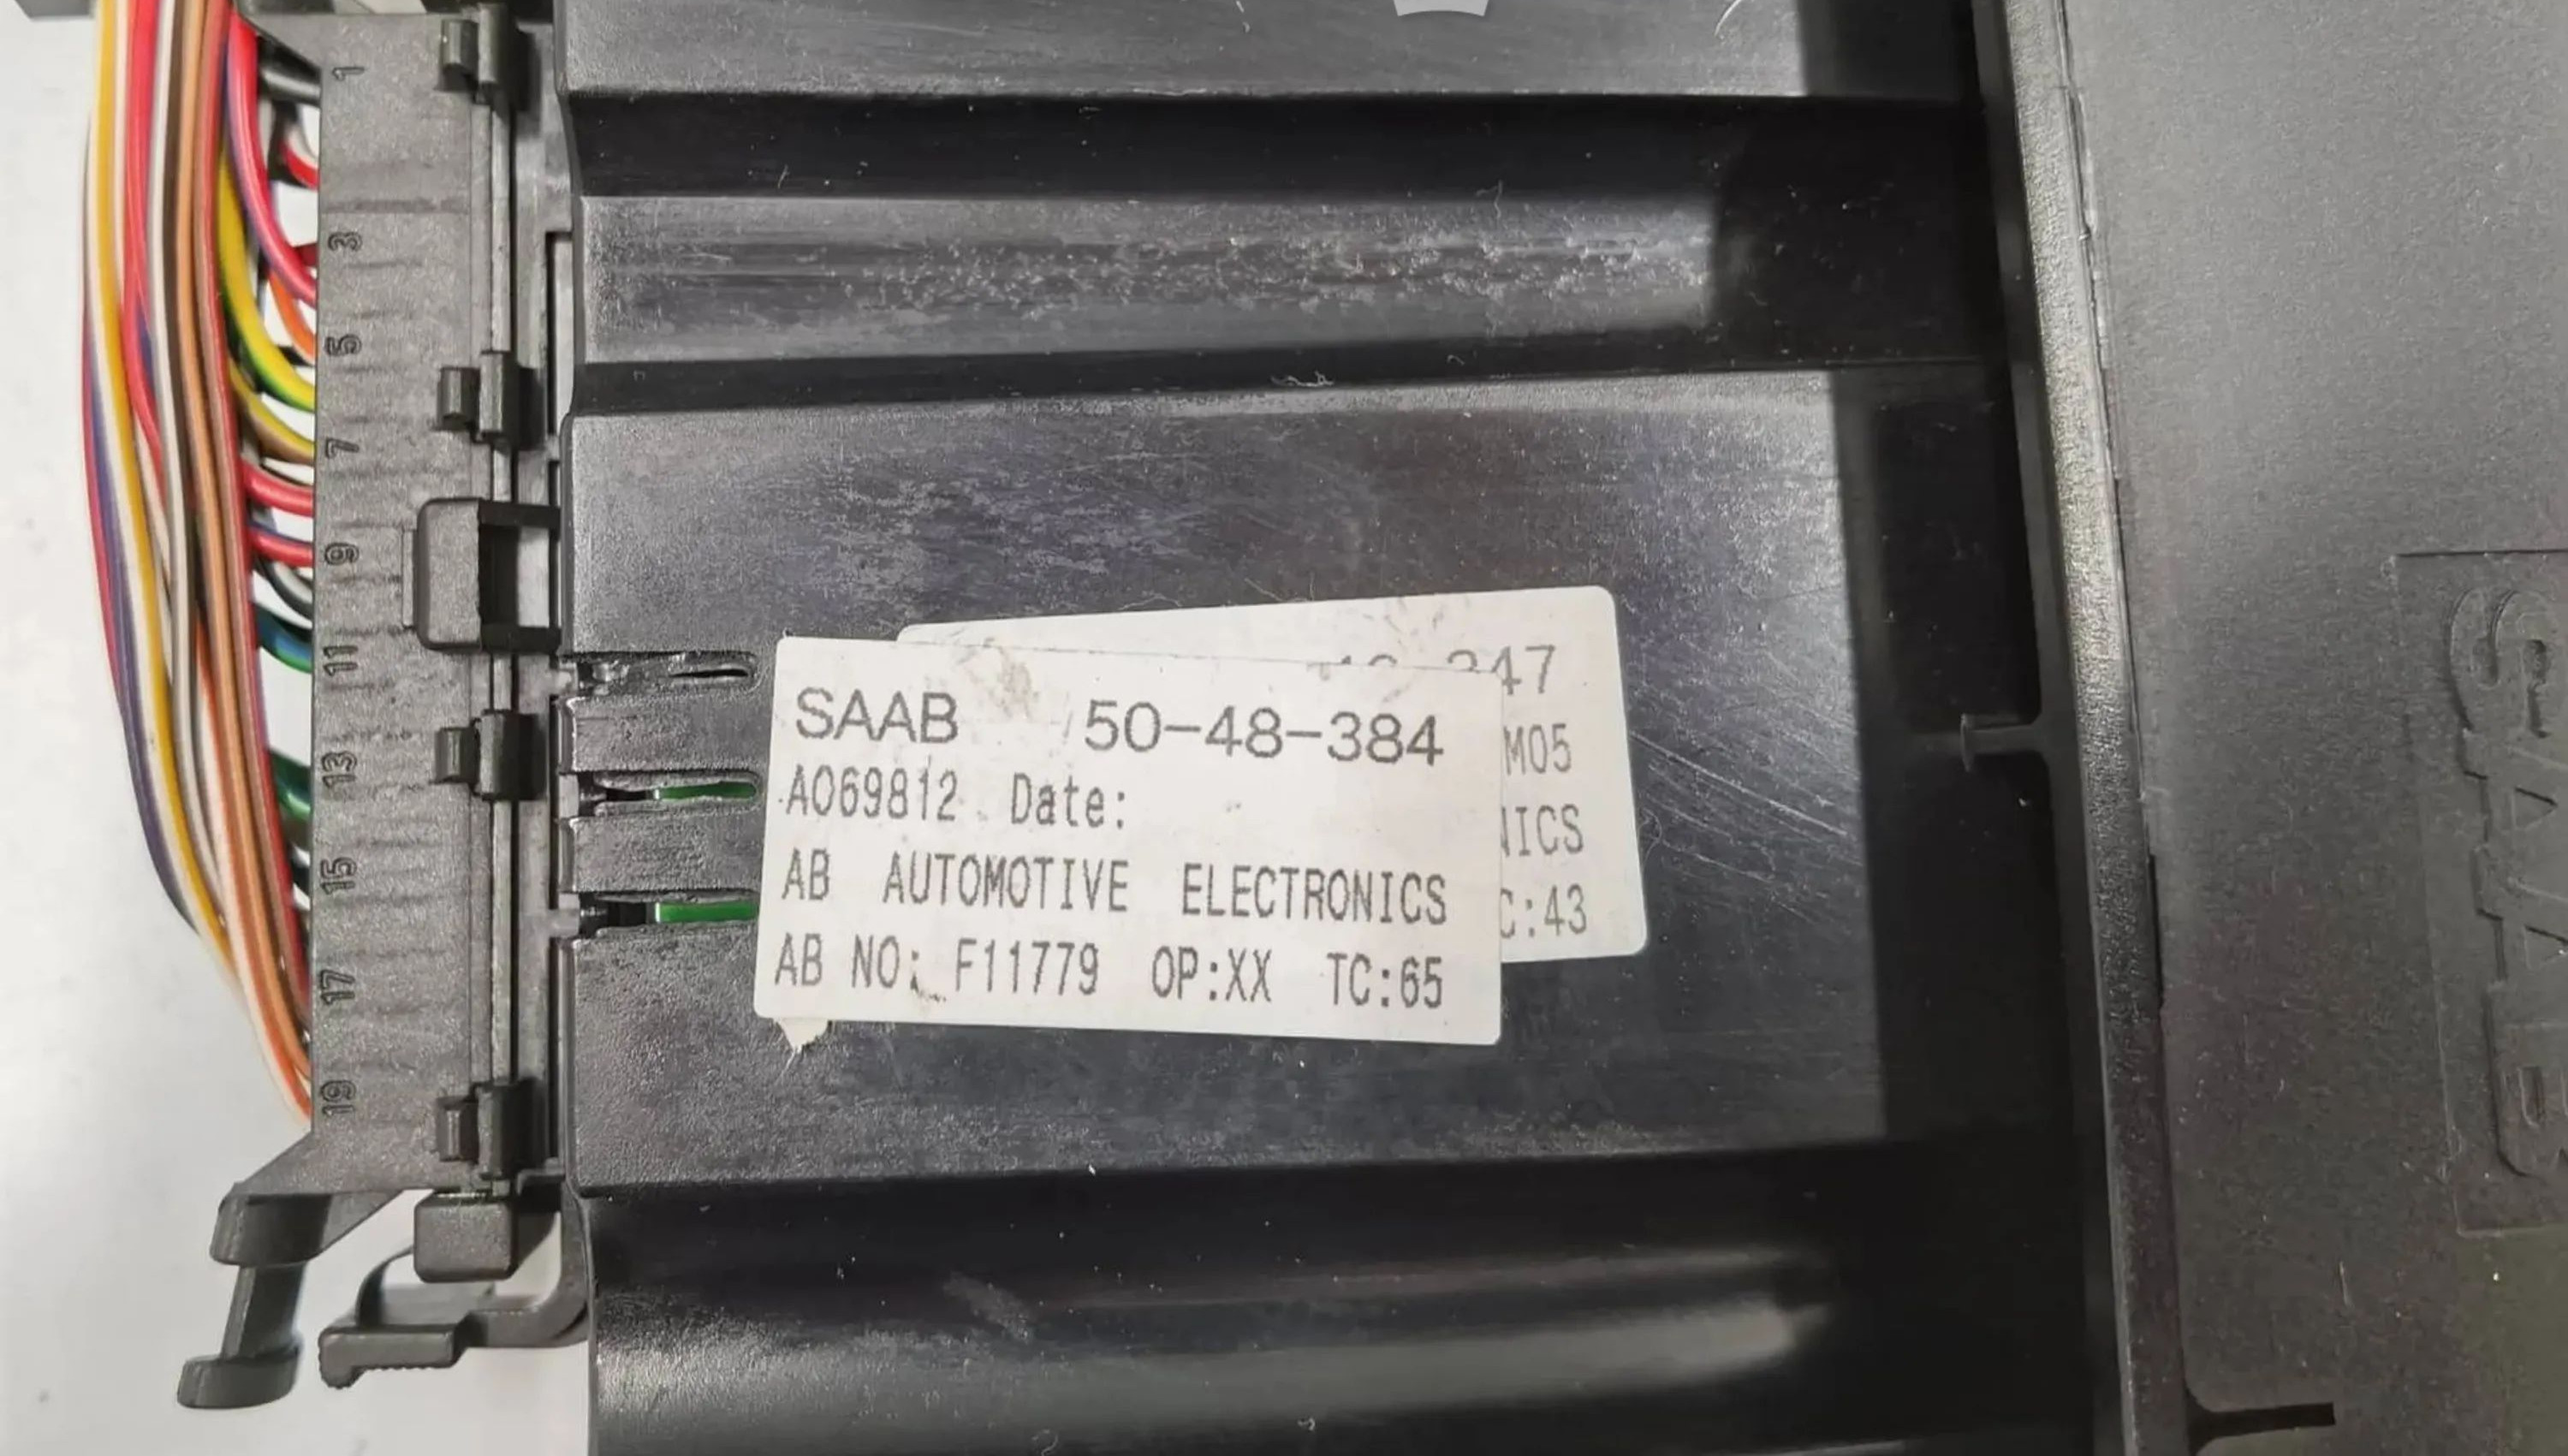 1
3
5
7
9
11
13
15
17
19
47
SAAB 50-48-384
M05
A069812 Date:
AB AUTOMOTIVE ELECTRONICS
AB NO: F11779 OP:XX TC:65
C:43
SAAB